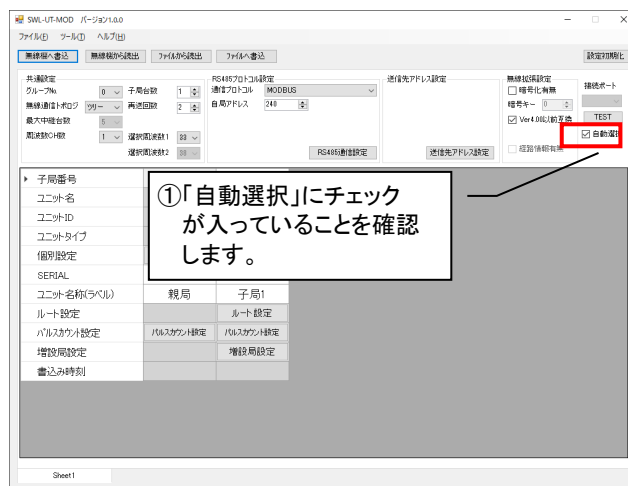 SWL-UT-MOD バージョン1.0.0
ファイル(F) ツール(T) ヘルプ(H)
無線機へ書込 無線機から読出 ファイルから読出 ファイルへ書込 設定初期化
共通設定 RS485プロトコル設定 送信先アドレス設定 無線拡張設定
グループNo. 0 子局台数 1 通信プロトコル MODBUS 暗号化有無 接続ポート
無線通信トポロジ ツリー 再送回数 2 自局アドレス 240 暗号キー 0
最大中継台数 5 Ver4.00以前互換 TEST
周波数CH数 1 選択周波数1 33 自動選択
選択周波数2 38 RS485通信設定 送信先アドレス設定 経路情報有無
子局番号
ユニット名
ユニットID
ユニットタイプ
個別設定
SERIAL
①「自動選択」にチェック
が入っていることを確認
します。
ユニット名称(ラベル) 親局 子局1
ルート設定 ルート設定
パルスカウント設定 パルスカウント設定 パルスカウント設定
増設局設定 増設局設定
書込み時刻
Sheet1